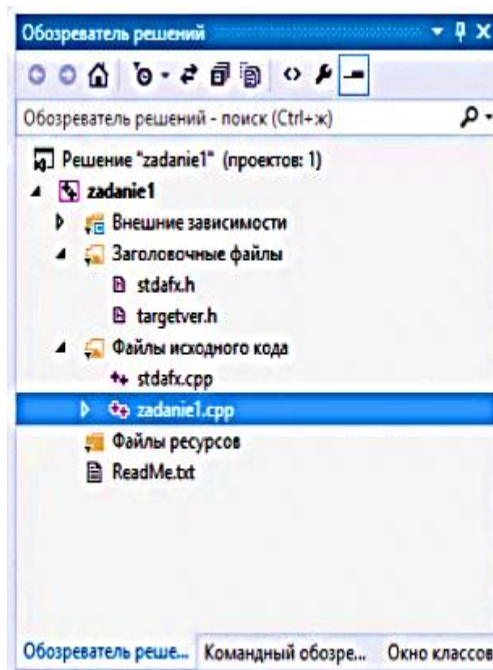 Обозреватель решений
Обозреватель решений - поиск (Ctrl+ж)
Решение "zadanie1" (проектов: 1)
zadanie1
Внешние зависимости
Заголовочные файлы
stdafx.h
targetver.h
Файлы исходного кода
stdafx.cpp
zadanie1.cpp
Файлы ресурсов
ReadMe.txt
Обозреватель реше... Командный обозре... Окно классов